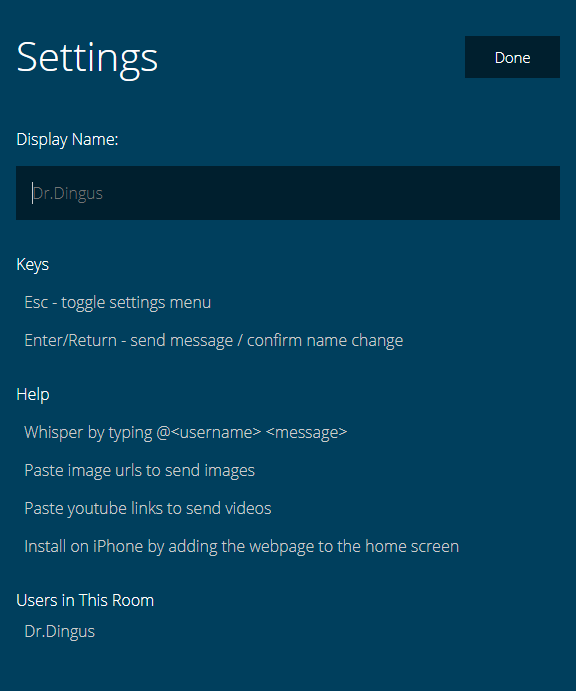 Settings
Done
Display Name:
Dr.Dingus
Keys
Esc - toggle settings menu
Enter/Return - send message / confirm name change
Help
Whisper by typing @<username> <message>
Paste image urls to send images
Paste youtube links to send videos
Install on iPhone by adding the webpage to the home screen
Users in This Room
Dr.Dingus